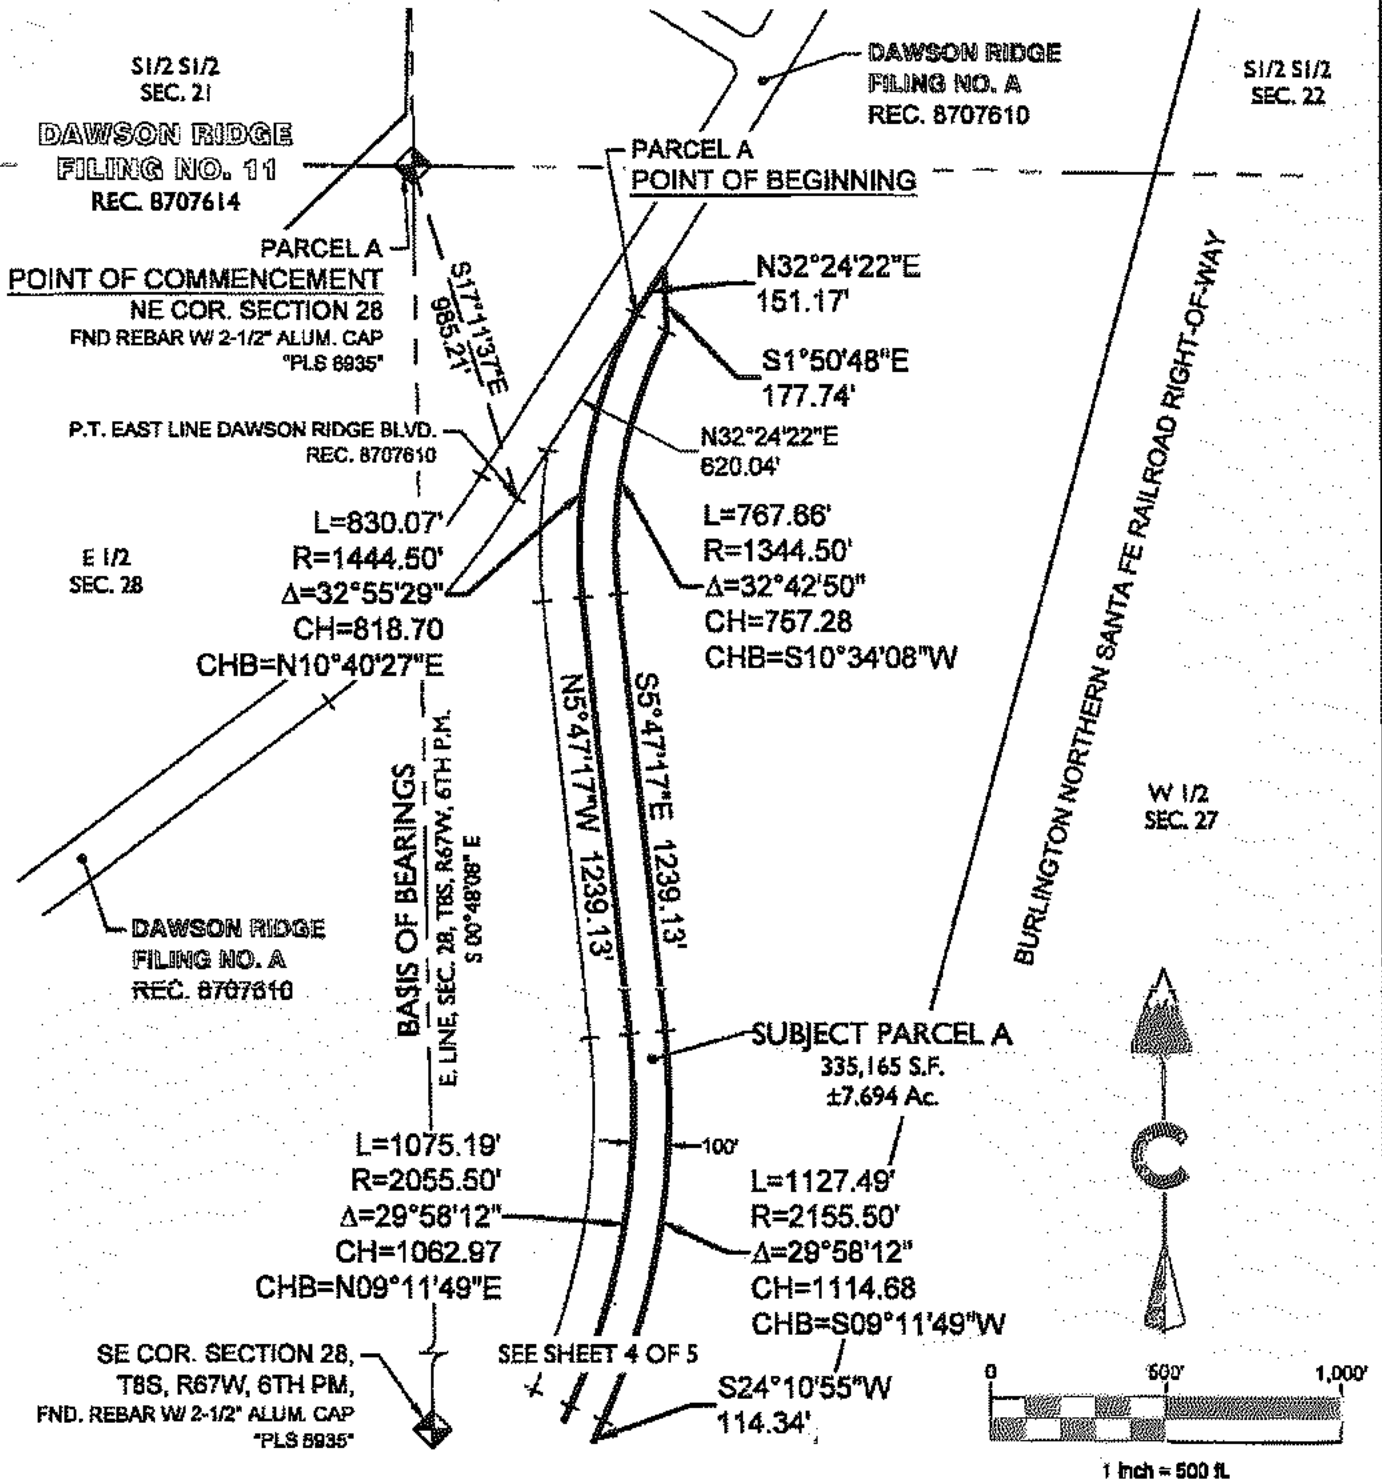 S1/2 S1/2
SEC. 21
DAWSON RIDGE
FILING NO. 11
REC. 8707614
DAWSON RIDGE
FILING NO. A
REC. 8707610
S1/2 S1/2
SEC. 22
PARCEL A
POINT OF BEGINNING
PARCEL A
POINT OF COMMENCEMENT
NE COR. SECTION 28
FND REBAR W/ 2-1/2" ALUM. CAP
"PLS 6935"
S17°11'37"E
985.21'
N32°24'22"E
151.17'
S1°50'48"E
177.74'
P.T. EAST LINE DAWSON RIDGE BLVD.
REC. 8707610
N32°24'22"E
620.04'
L=830.07'
R=1444.50'
Δ=32°55'29"
CH=818.70
CHB=N10°40'27"E
L=767.66'
R=1344.50'
Δ=32°42'50"
CH=757.28
CHB=S10°34'08"W
E 1/2
SEC. 28
BURLINGTON NORTHERN SANTA FE RAILROAD RIGHT-OF-WAY
N5°47'17"W 1239.13'
S5°47'17"E 1239.13'
BASIS OF BEARINGS
E. LINE, SEC. 28, T8S, R67W, 6TH P.M.
S 00°48'08" E
W 1/2
SEC. 27
DAWSON RIDGE
FILING NO. A
REC. 8707610
SUBJECT PARCEL A
335,165 S.F.
±7.694 Ac.
100'
L=1075.19'
R=2055.50'
Δ=29°58'12"
CH=1062.97
CHB=N09°11'49"E
L=1127.49'
R=2155.50'
Δ=29°58'12"
CH=1114.68
CHB=S09°11'49"W
C
SEE SHEET 4 OF 5
SE COR. SECTION 28,
T8S, R67W, 6TH PM,
FND. REBAR W/ 2-1/2" ALUM. CAP
"PLS 6935"
S24°10'55"W
114.34'
0 500' 1,000'
1 inch = 500 ft.